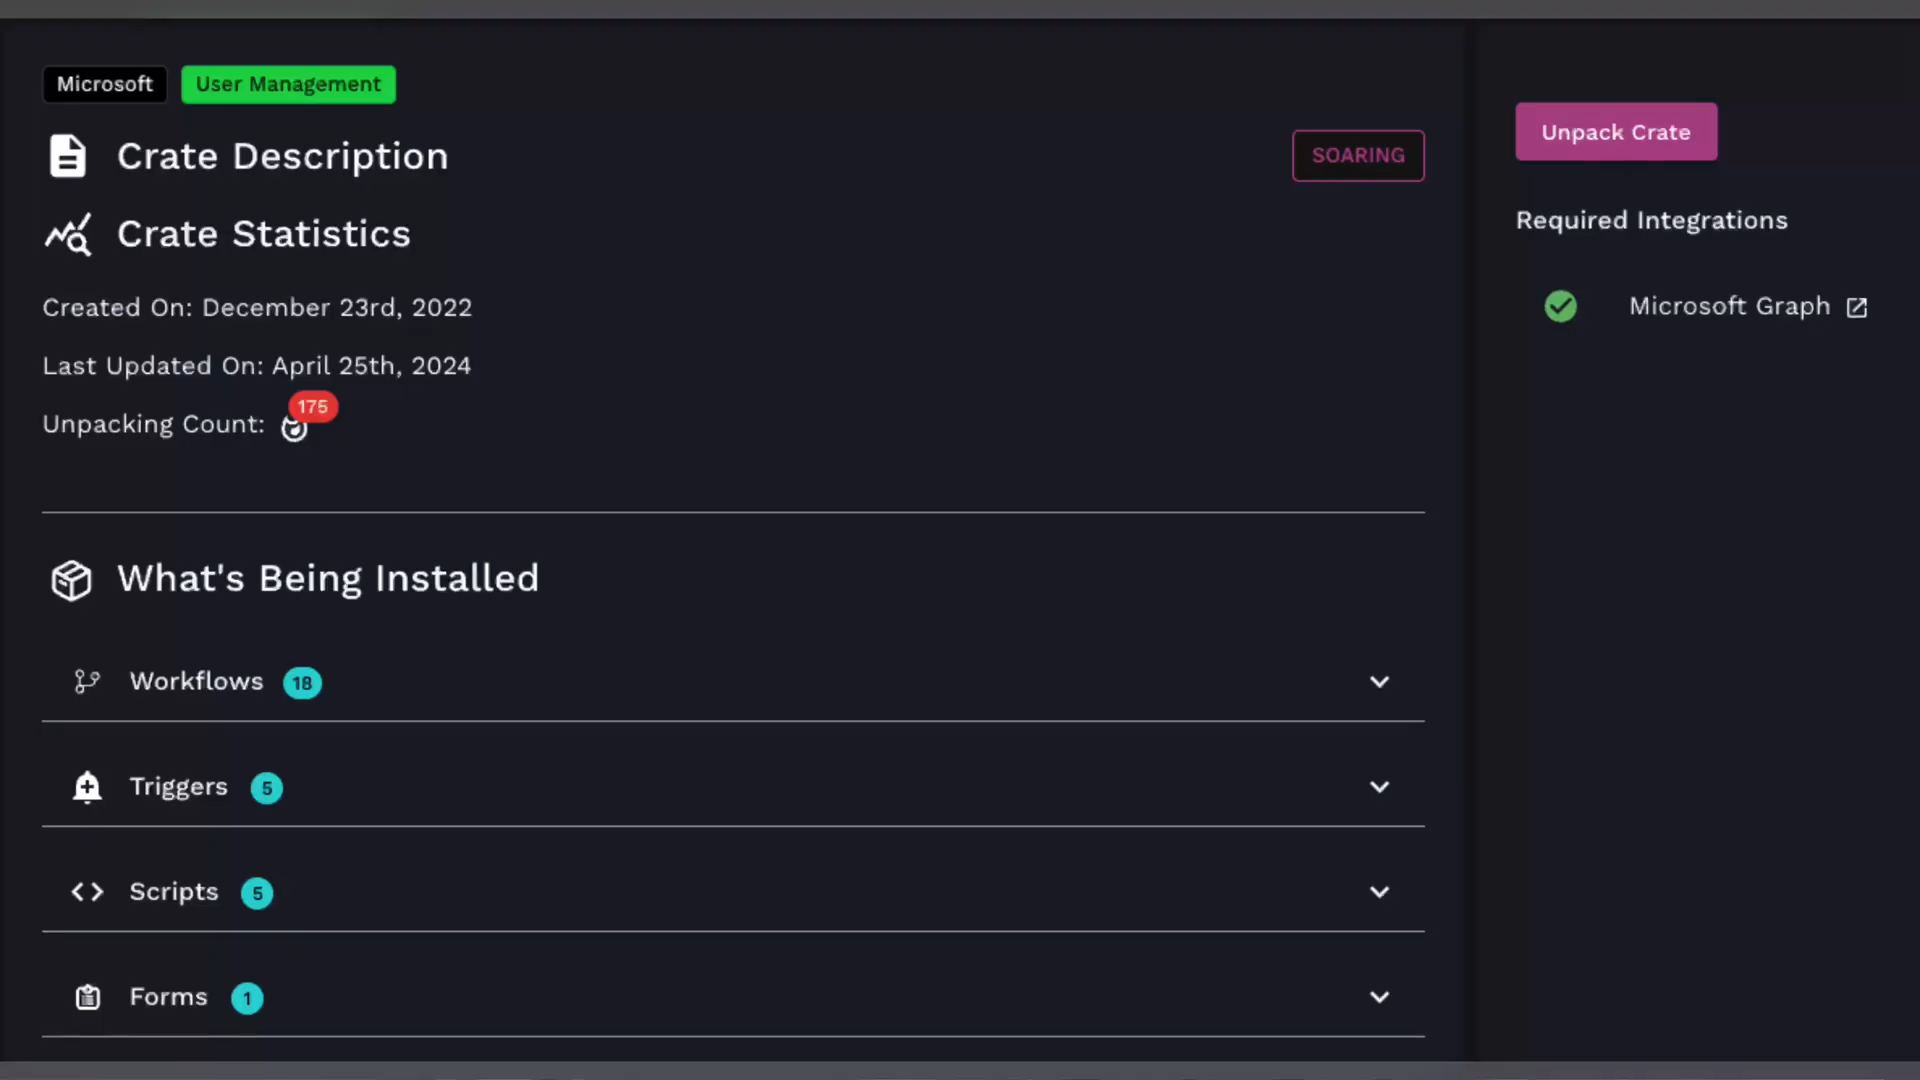 Microsoft User Management
Crate Description
SOARING
Crate Statistics
Created On: December 23rd, 2022
Last Updated On: April 25th, 2024
Unpacking Count: 175
What's Being Installed
Workflows 18
Triggers 5
Scripts 5
Forms 1
Unpack Crate
Required Integrations
Microsoft Graph